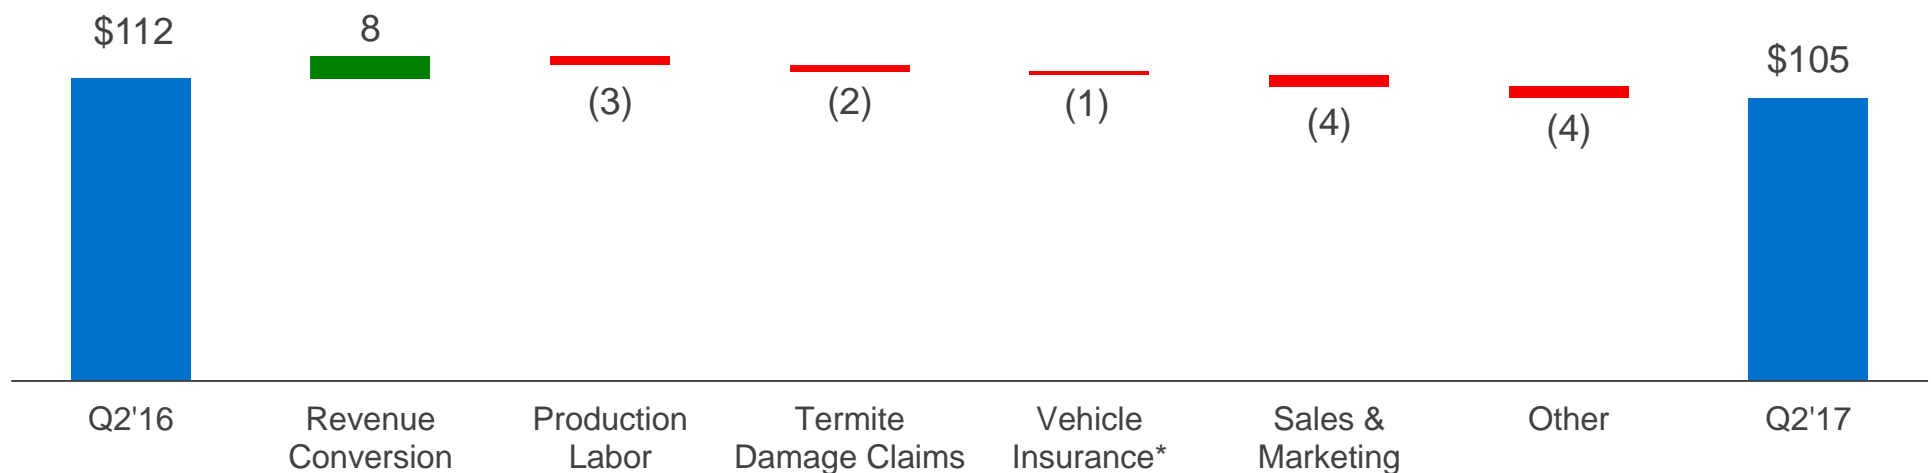 $112
8
(3)
(2)
(1)
(4)
(4)
$105
Q2'16
Revenue
Conversion
Production
Labor
Termite
Damage Claims
Vehicle
Insurance*
Sales &
Marketing
Other
Q2'17